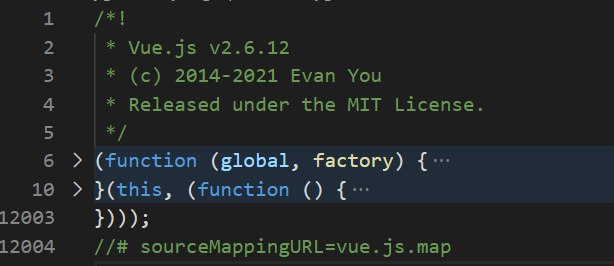 1 /*!
2 * Vue.js v2.6.12
3 * (c) 2014-2021 Evan You
4 * Released under the MIT License.
5 */
6 > (function (global, factory) { ···
10 > }(this, (function () { ···
12003 })));
12004 //# sourceMappingURL=vue.js.map